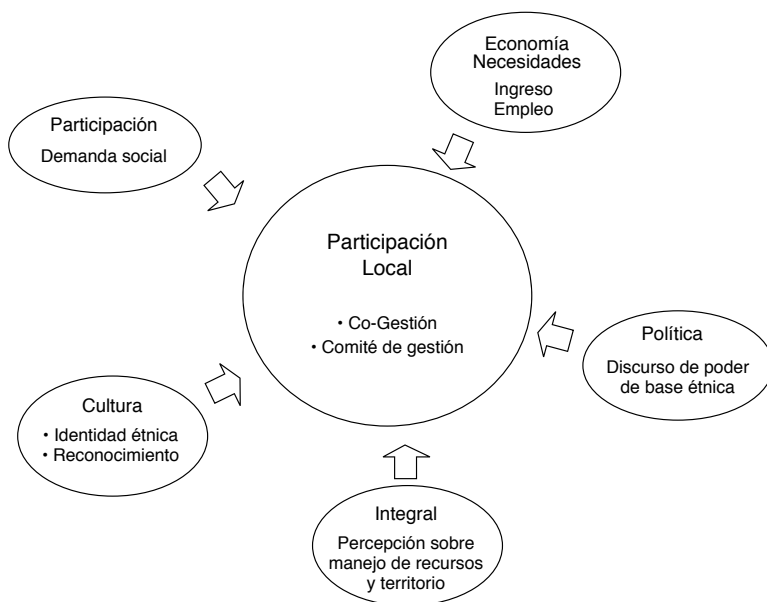 Economía
Necesidades
Ingreso
Empleo
Participación
Demanda social
Participación
Local
• Co-Gestión
• Comité de gestión
Política
Discurso de poder
de base étnica
Cultura
• Identidad étnica
• Reconocimiento
Integral
Percepción sobre
manejo de recursos
y territorio